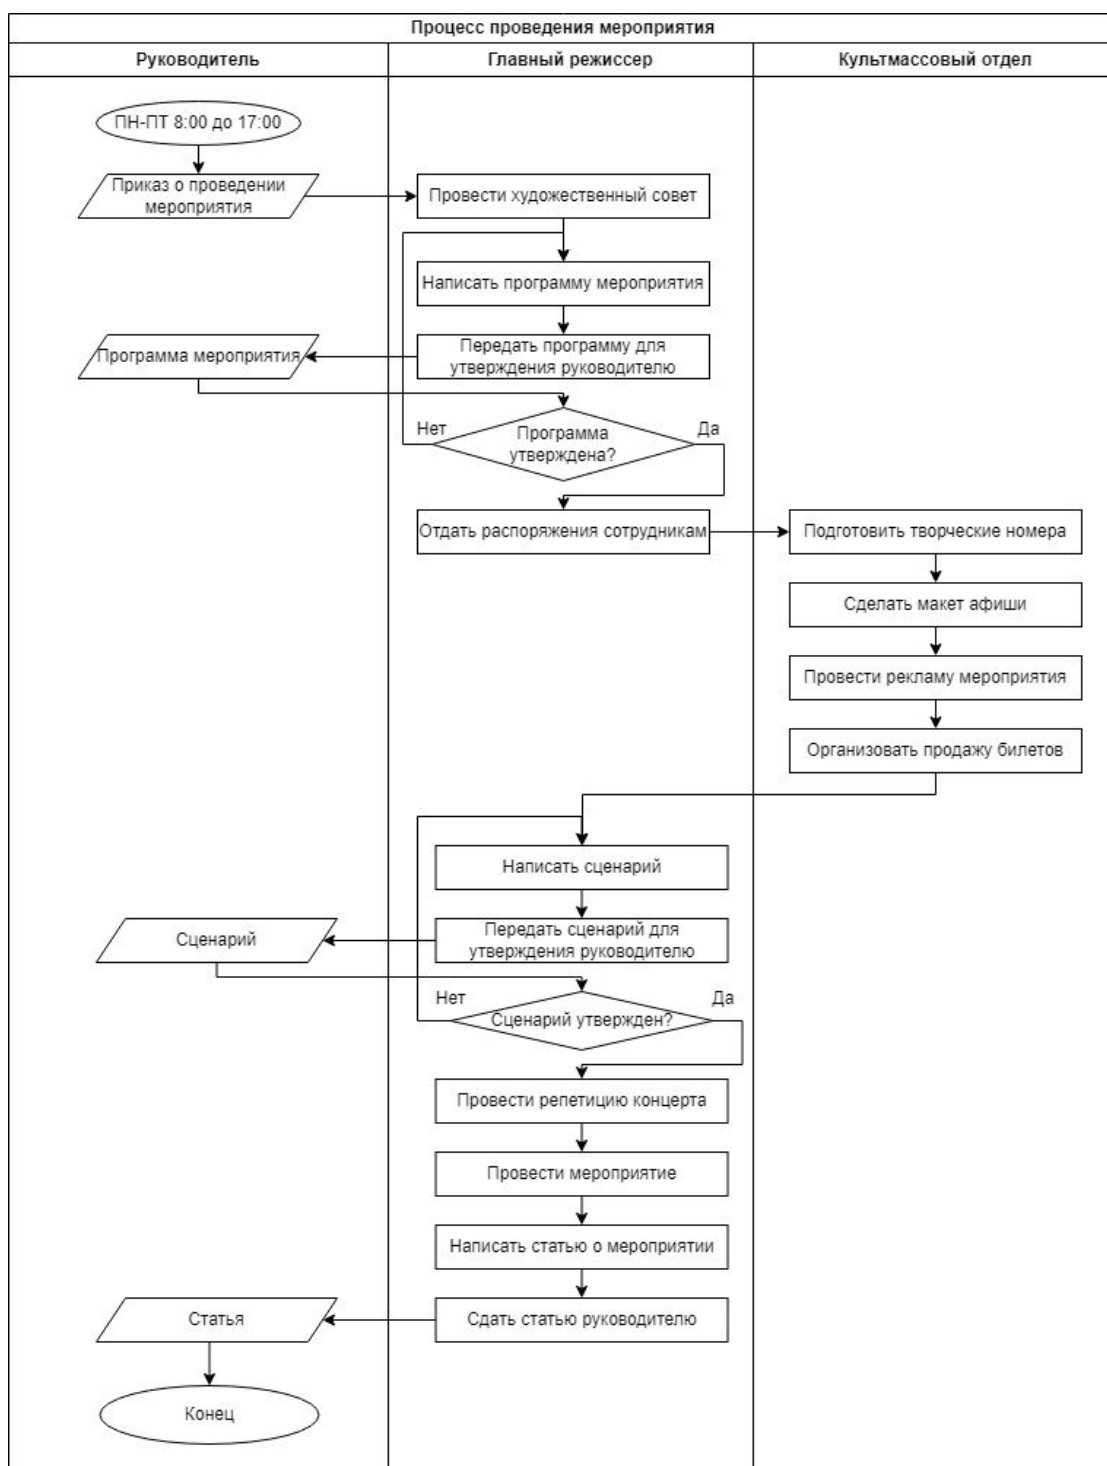 Процесс проведения мероприятия
Руководитель
Главный режиссер
Культмассовый отдел
ПН-ПТ 8:00 до 17:00
Приказ о проведении
мероприятия
Провести художественный совет
Написать программу мероприятия
Программа мероприятия
Передать программу для
утверждения руководителю
Нет
Программа
утверждена?
Да
Отдать распоряжения сотрудникам
Подготовить творческие номера
Сделать макет афиши
Провести рекламу мероприятия
Организовать продажу билетов
Написать сценарий
Сценарий
Передать сценарий для
утверждения руководителю
Нет
Сценарий утвержден?
Да
Провести репетицию концерта
Провести мероприятие
Написать статью о мероприятии
Статья
Сдать статью руководителю
Конец